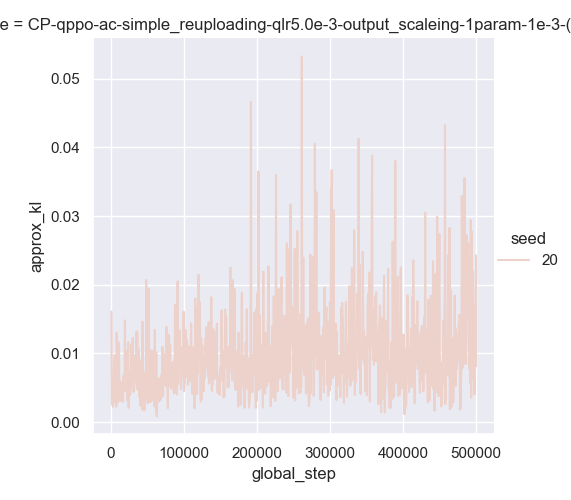 e = CP-qppo-ac-simple_reuploading-qlr5.0e-3-output_scaleing-1param-1e-3-(
0.05
0.04
0.03
0.02
0.01
0.00
approx_kl
0 100000 200000 300000 400000 500000
global_step
seed
20